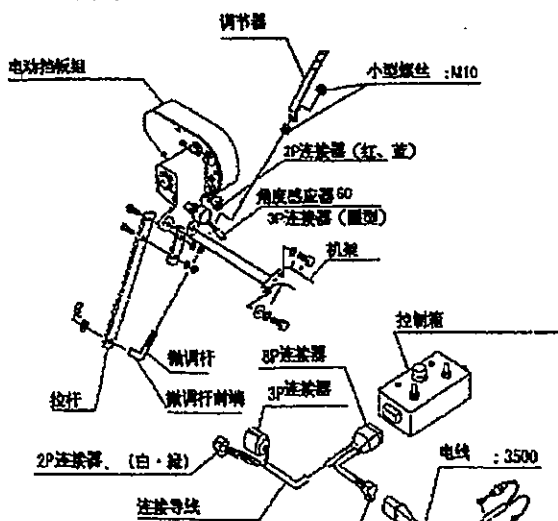 调节器
电动挡板组
小型螺丝 :M10
2P连接器(红、蓝)
角度感应器60
3P连接器(圆型)
机架
控制箱
微调杆
8P连接器
拉杆
微调杆前端
3P连接器
2P连接器、(白·绿)
电线 :3500
连接导线